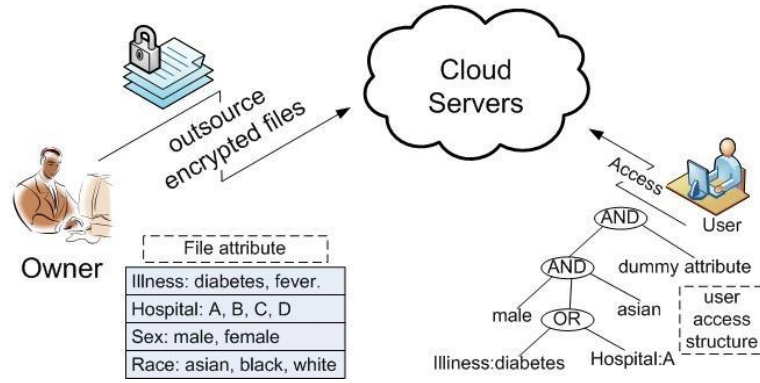 outsource
encrypted files
Cloud
Servers
Access
User
Owner
File attribute
Illness: diabetes, fever.
Hospital: A, B, C, D
Sex: male, female
Race: asian, black, white
AND
AND
dummy attribute
male
OR
asian
Illiness:diabetes
Hospital:A
user
access
structure